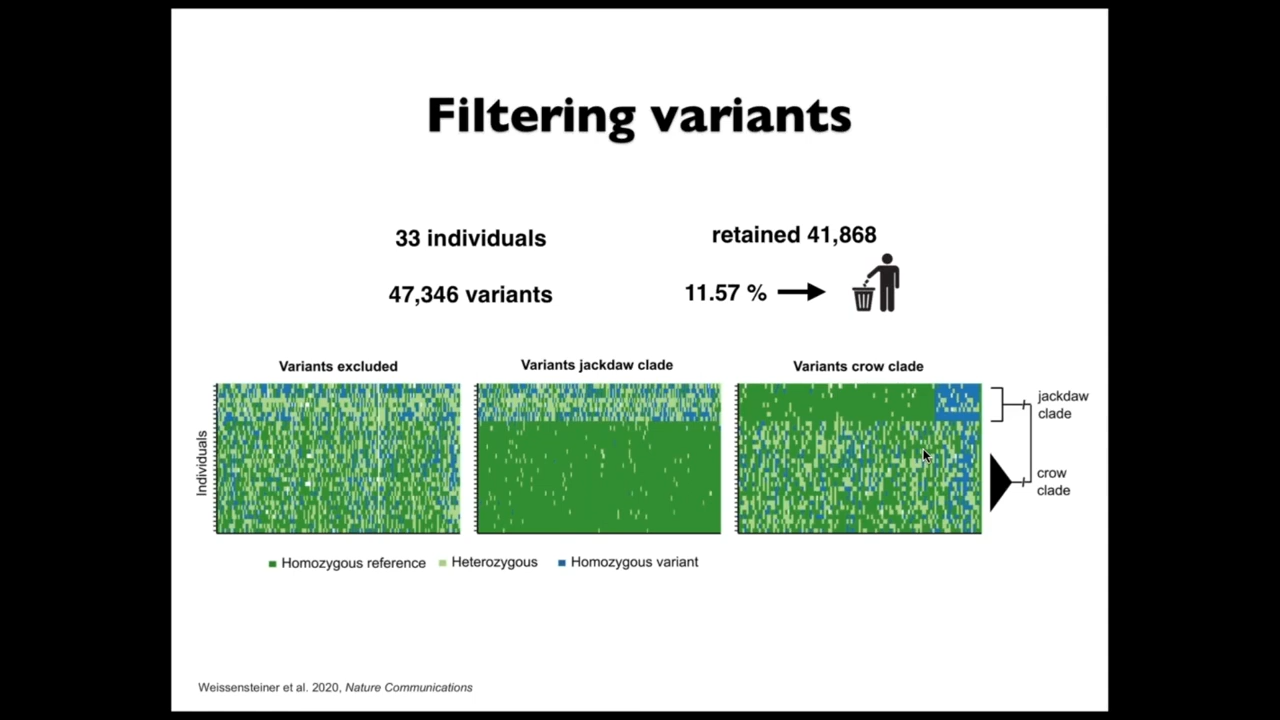 Filtering variants
33 individuals
retained 41,868
47,346 variants
11.57 %
Variants excluded
Variants jackdaw clade
Variants crow clade
Individuals
jackdaw
clade
crow
clade
Homozygous reference
Heterozygous
Homozygous variant
Weissensteiner et al. 2020, Nature Communications